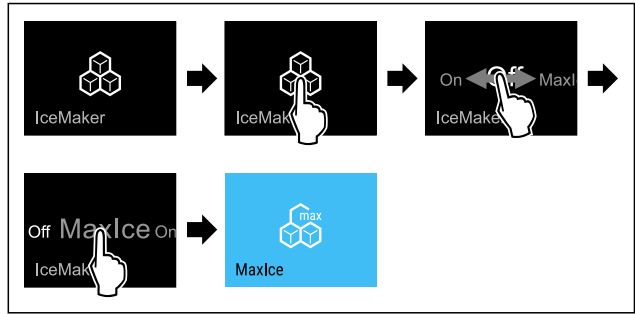 IceMaker
IceMak
On Off MaxI
IceMake
Off MaxIce On
IceMak
max
MaxIce